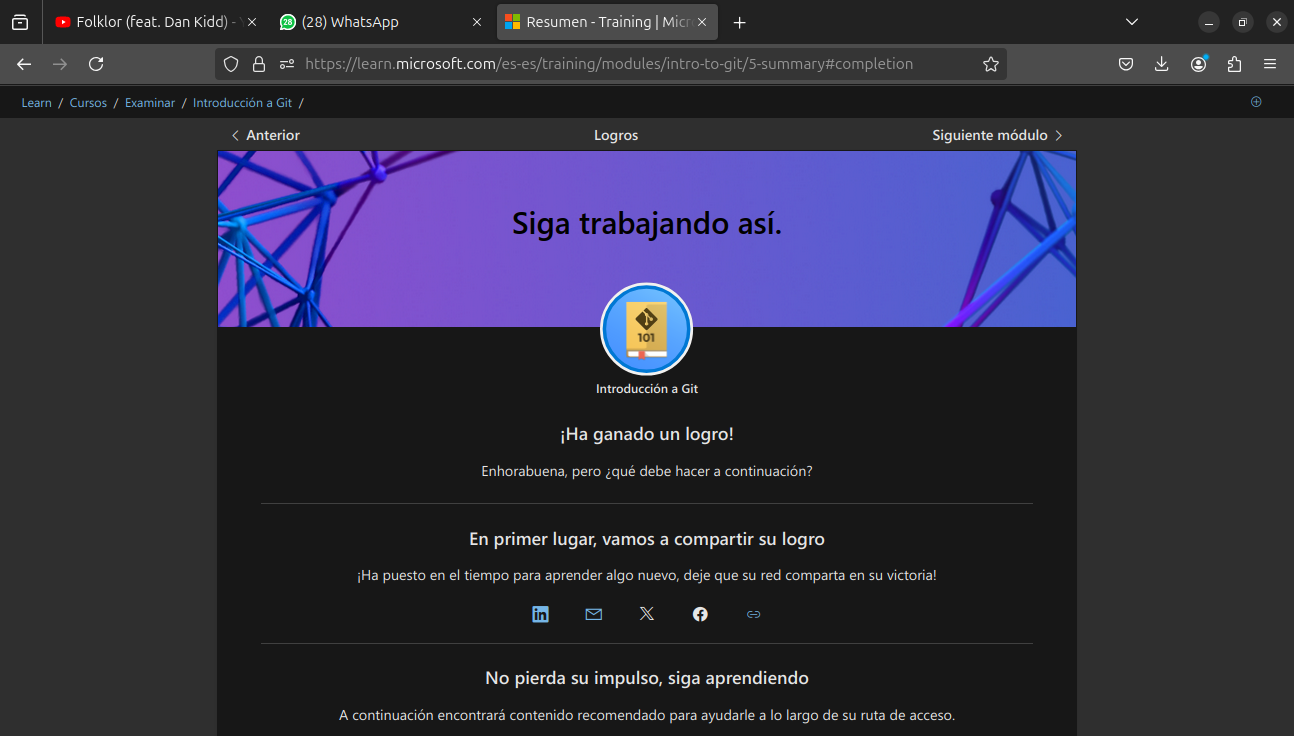 Folklor (feat. Dan Kidd) -
28
(28) WhatsApp
Resumen - Training | Micr
https://learn.microsoft.com/es-es/training/modules/intro-to-git/5-summary#completion
Learn / Cursos / Examinar / Introducción a Git /
Anterior
Logros
Siguiente módulo
Siga trabajando así.
101
Introducción a Git
¡Ha ganado un logro!
Enhorabuena, pero ¿qué debe hacer a continuación?
En primer lugar, vamos a compartir su logro
¡Ha puesto en el tiempo para aprender algo nuevo, deje que su red comparta en su victoria!
in
No pierda su impulso, siga aprendiendo
A continuación encontrará contenido recomendado para ayudarle a lo largo de su ruta de acceso.